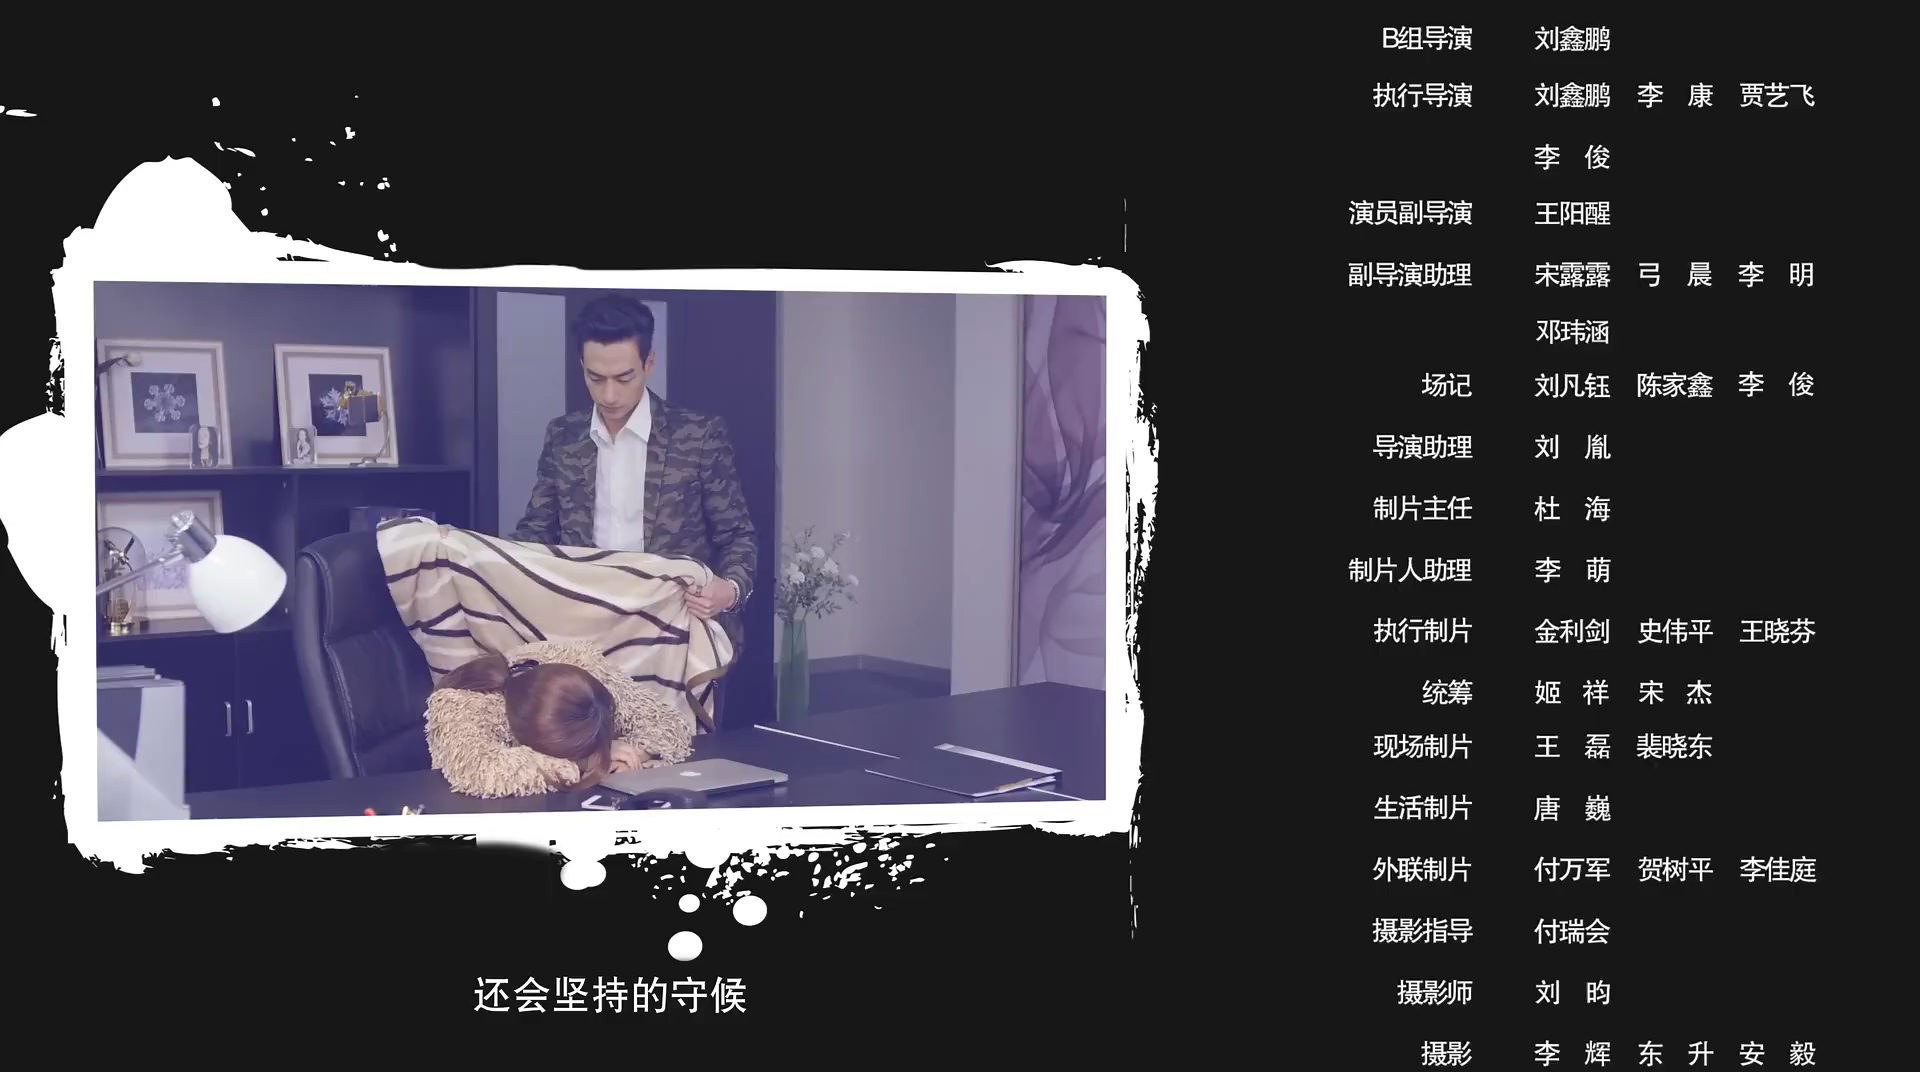 B组导演 刘鑫鹏
执行导演 刘鑫鹏 李 康 贾艺飞
李 俊
演员副导演 王阳醒
副导演助理 宋露露 弓 晨 李 明
邓玮涵
场记 刘凡钰 陈家鑫 李 俊
导演助理 刘 胤
制片主任 杜 海
制片人助理 李 萌
执行制片 金利剑 史伟平 王晓芬
统筹 姬 祥 宋 杰
现场制片 王 磊 裴晓东
生活制片 唐 巍
外联制片 付万军 贺树平 李佳庭
摄影指导 付瑞会
摄影师 刘 昀
摄影 李 辉 东 升 安 毅
还会坚持的守候